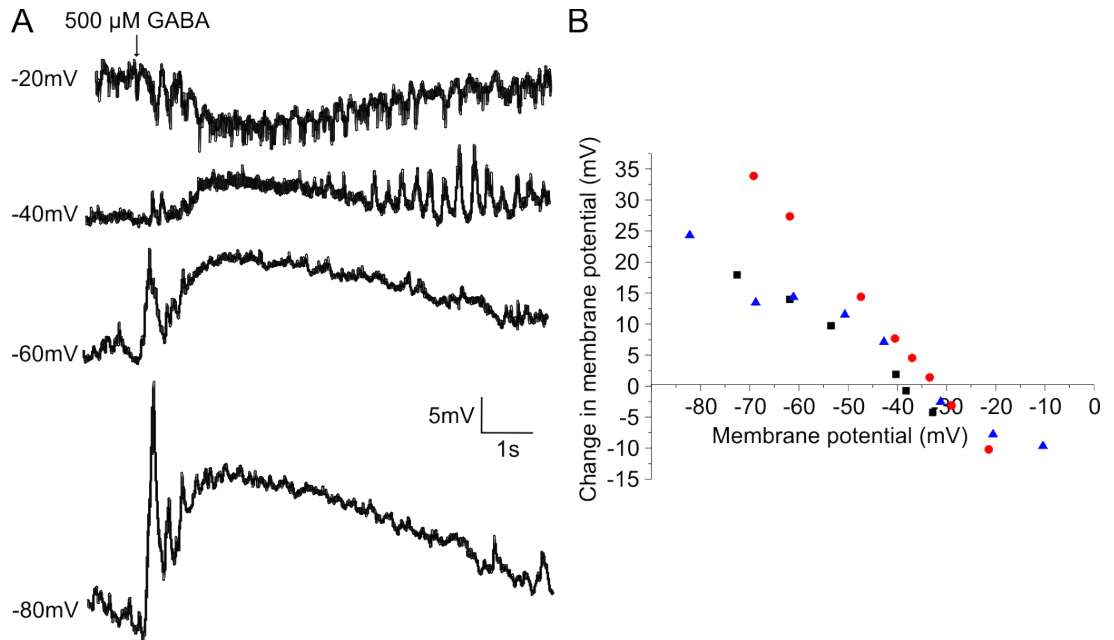 A
500 µM GABA
-20mV
-40mV
-60mV
5mV
1s
-80mV
B
Change in membrane potential (mV)
35
30
25
20
15
10
5
0
-5
-10
-15
-80 -70 -60 -50 -40 -30 -20 -10 0
Membrane potential (mV)